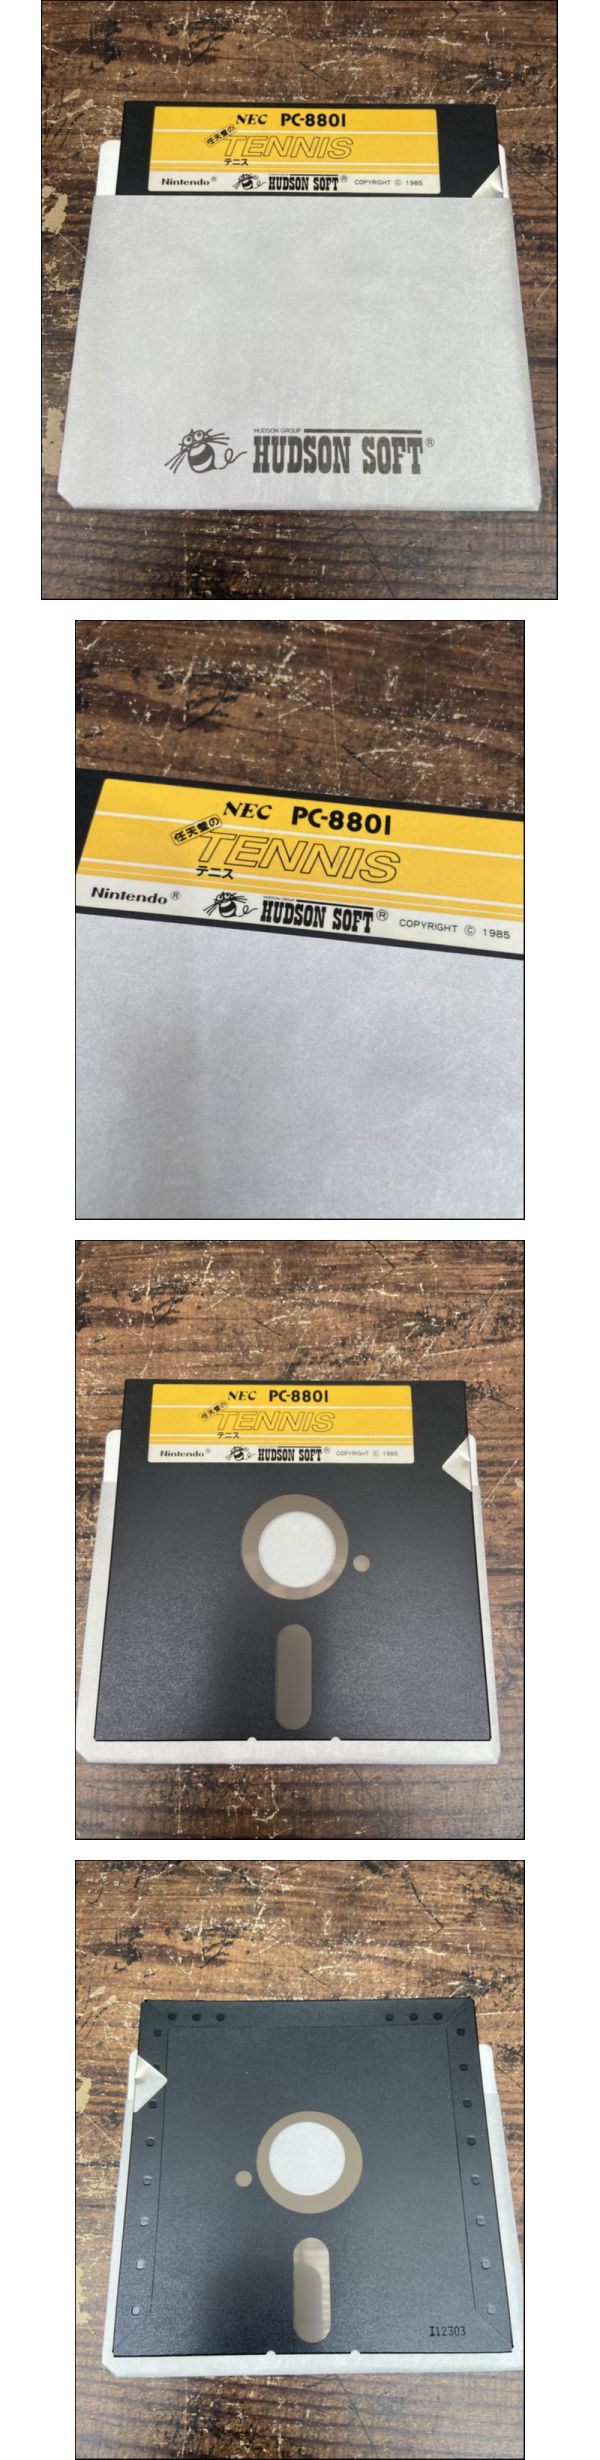 NEC PC-8801
任天堂の
TENNIS
テニス
Nintendo® HUDSON SOFT® COPYRIGHT © 1985
HUDSON GROUP
HUDSON SOFT®
NEC PC-8801
任天堂の
TENNIS
テニス
HUDSON GROUP
Nintendo® HUDSON SOFT® COPYRIGHT © 1985
NEC PC-8801
任天堂の
TENNIS
テニス
Nintendo® HUDSON SOFT® COPYRIGHT © 1985
I12303